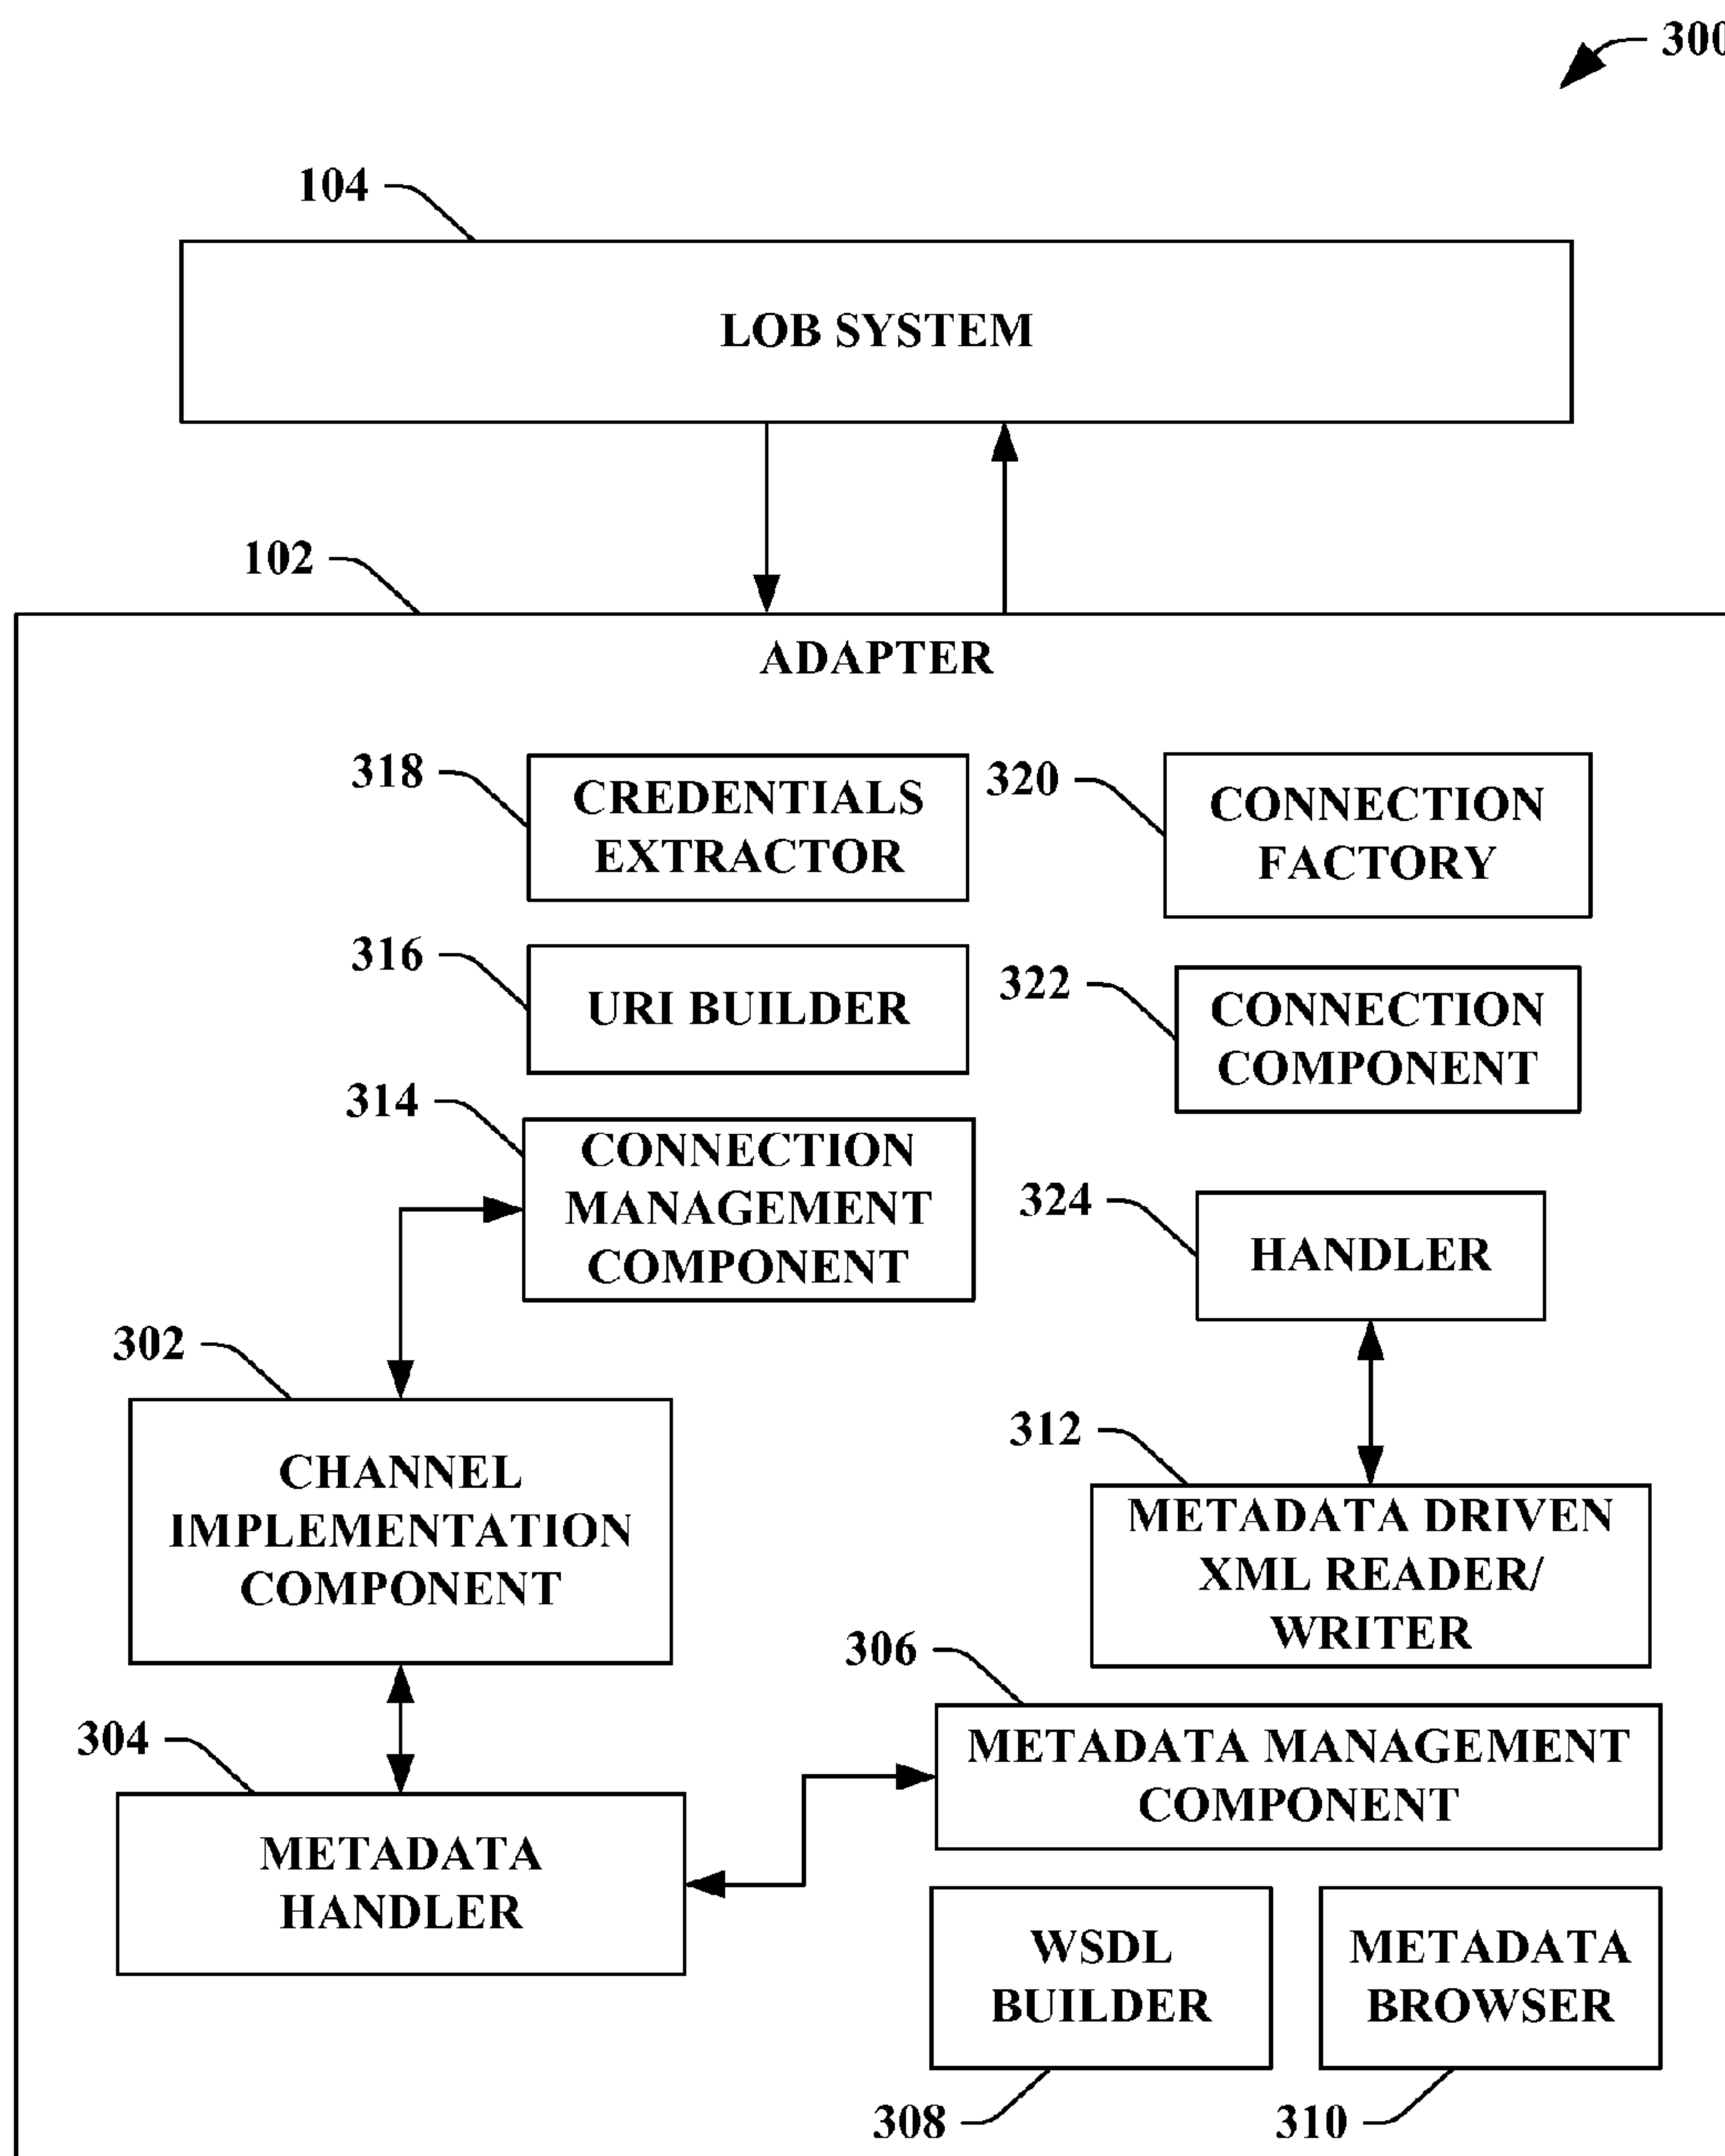 300
104
LOB SYSTEM
102
ADAPTER
318
CREDENTIALS
EXTRACTOR
320
CONNECTION
FACTORY
316
URI BUILDER
322
CONNECTION
COMPONENT
314
CONNECTION
MANAGEMENT
COMPONENT
324
HANDLER
302
CHANNEL
IMPLEMENTATION
COMPONENT
312
METADATA DRIVEN
XML READER/
WRITER
306
METADATA MANAGEMENT
COMPONENT
304
METADATA
HANDLER
WSDL
BUILDER
METADATA
BROWSER
308
310